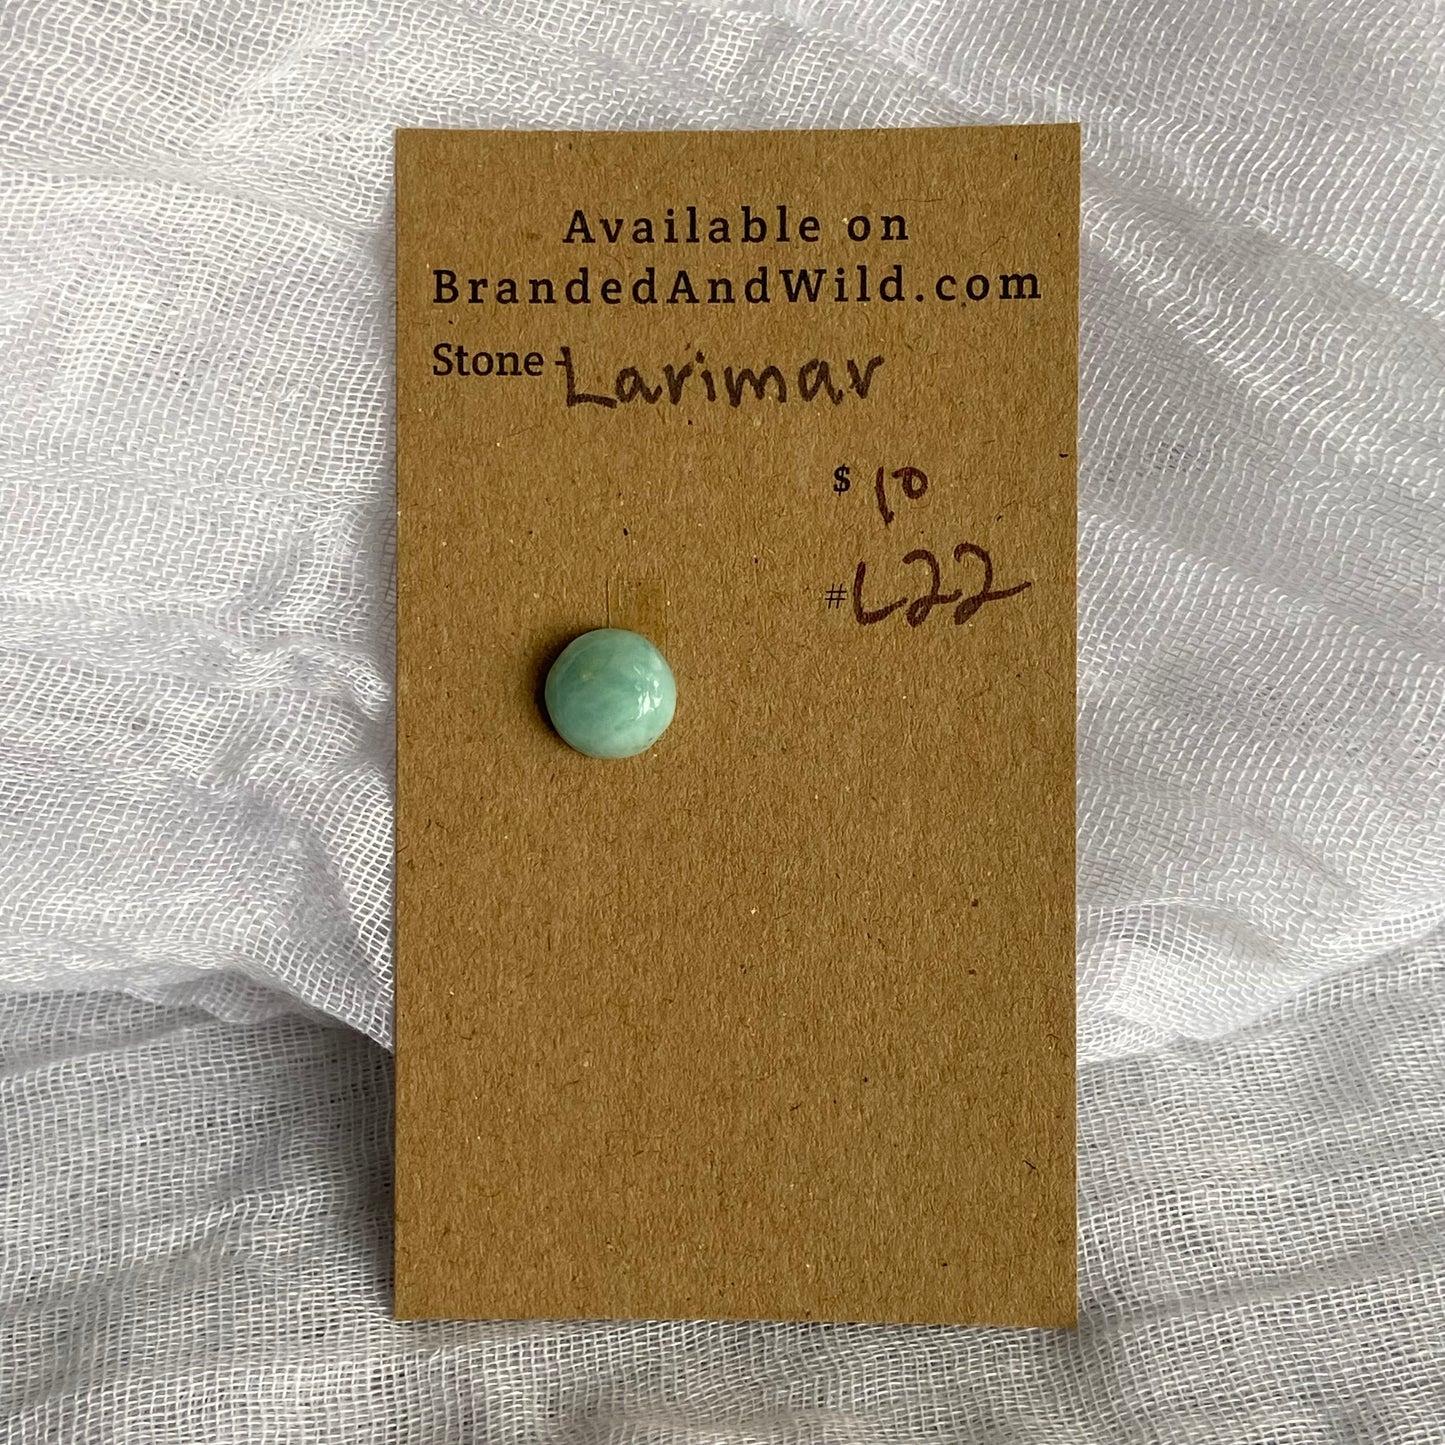 Available on
BrandedAndWild.com
Stone - Larimar
$ 10
# L22